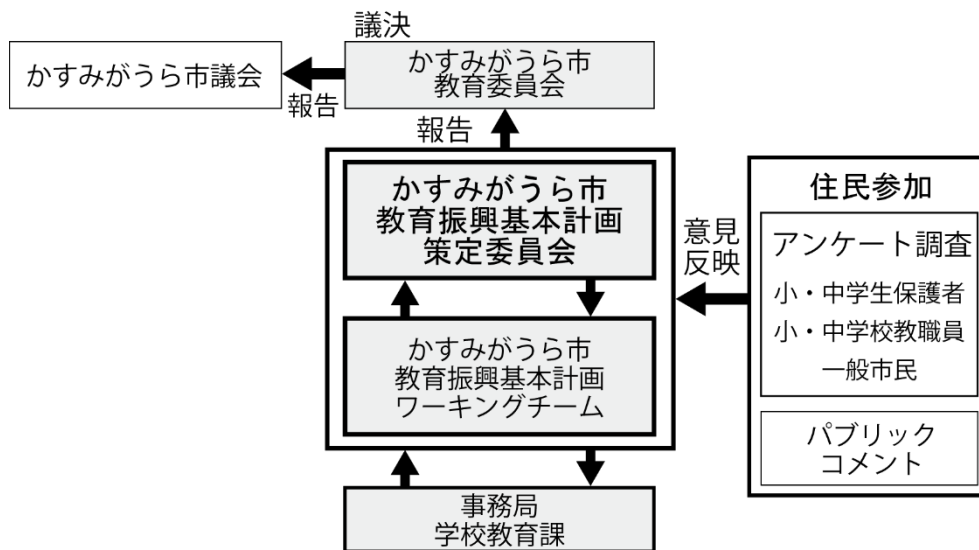 議決
かすみがうら市議会
報告
かすみがうら市
教育委員会
報告
かすみがうら市
教育振興基本計画
策定委員会
かすみがうら市
教育振興基本計画
ワーキングチーム
事務局
学校教育課
意見
反映
住民参加
アンケート調査
小・中学生保護者
小・中学校教職員
一般市民
パブリック
コメント